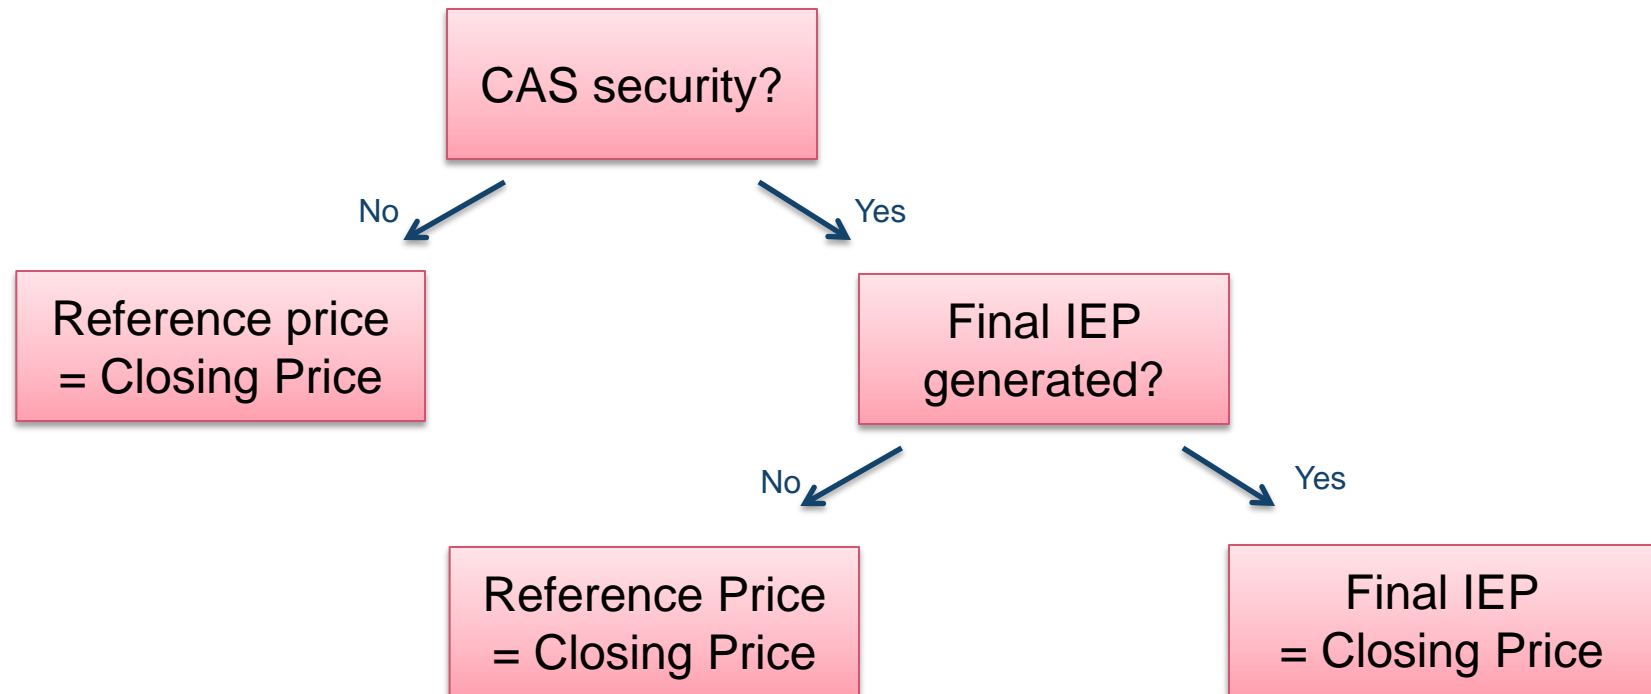 CAS security?
No
Yes
Reference price
= Closing Price
Final IEP
generated?
No
Yes
Reference Price
= Closing Price
Final IEP
= Closing Price